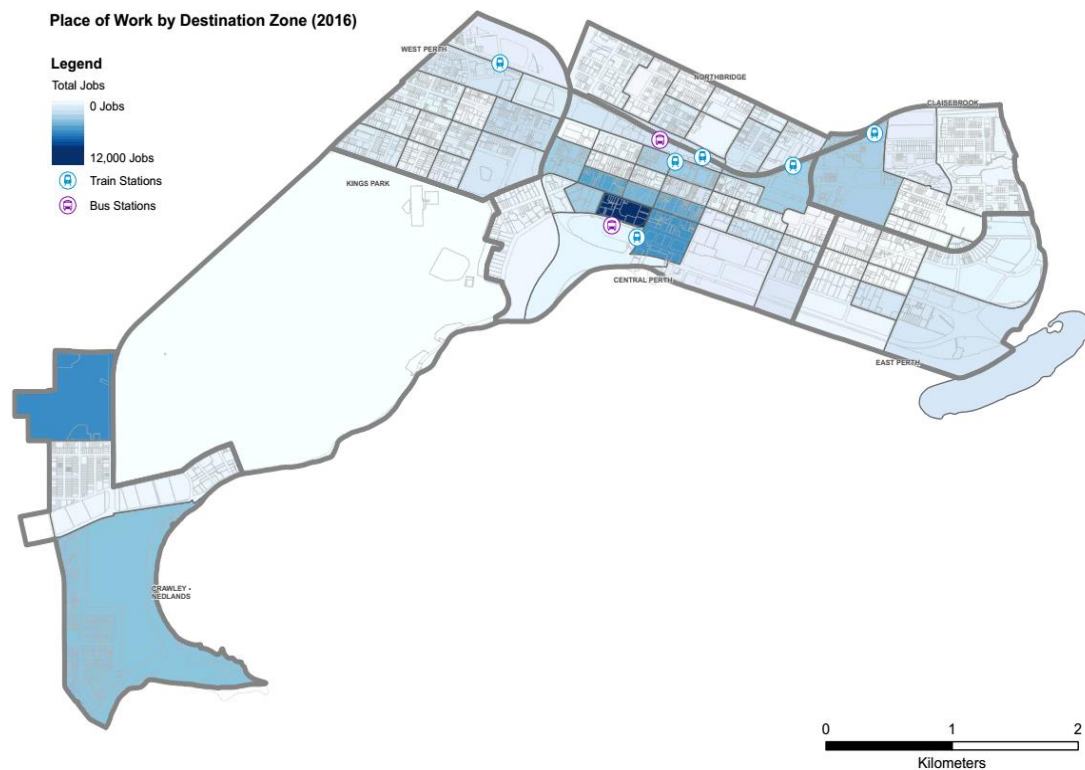 Place of Work by Destination Zone (2016)
Legend
Total Jobs
0 Jobs
12,000 Jobs
Train Stations
Bus Stations
WEST PERTH
NORTHBRIDGE
CLAISEBROOK
KINGS PARK
CENTRAL PERTH
EAST PERTH
CRAWLEY -
NEDLANDS
0 1 2
Kilometers